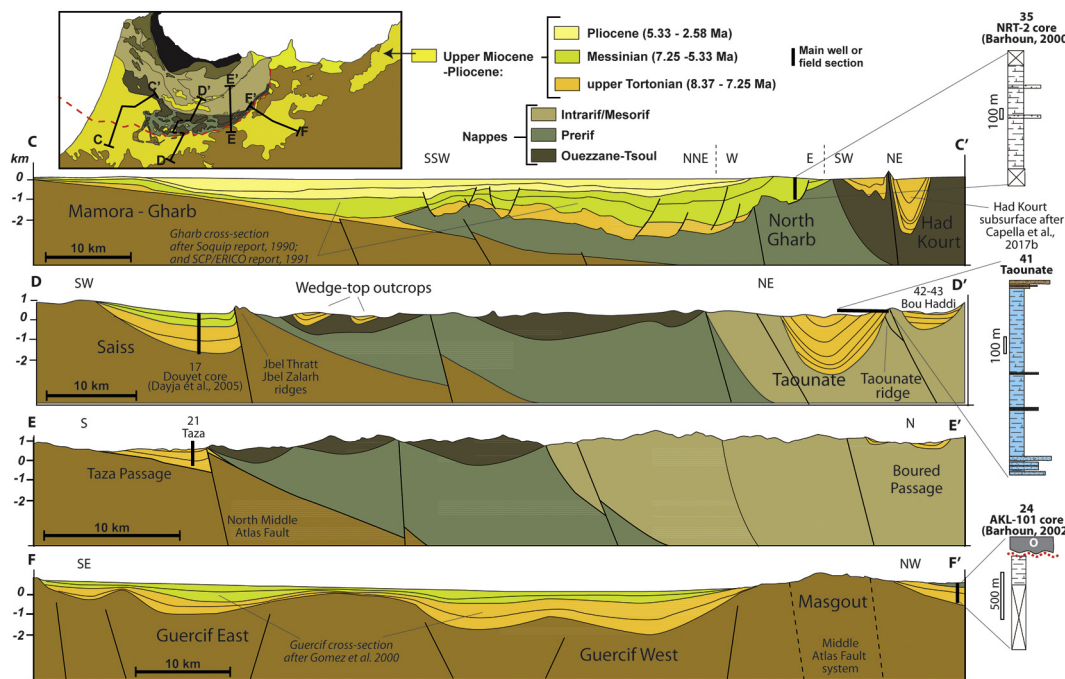 C'
D'
E'
F'
C
D
E
F
Upper Miocene
-Pliocene:
Pliocene (5.33 - 2.58 Ma)
Messinian (7.25 -5.33 Ma)
upper Tortonian (8.37 - 7.25 Ma)
Main well or
field section
Nappes
Intrarif/Mesorif
Prerif
Ouezzane-Tsoul
35
NRT-2 core
(Barhoun, 2000)
100 m
C
km
SSW
NNE
W
E
SW
NE
C'
0
-1
-2
Mamora - Gharb
Gharb cross-section
after Soquip report, 1990;
and SCP/ERICO report, 1991
10 km
North
Gharb
Had
Kourt
Had Kourt
subsurface after
Capella et al.,
2017b
41
Taounate
100 m
D
SW
Wedge-top outcrops
NE
42-43
Bou Haddi
D'
1
0
-1
-2
Saiss
17
Douyet core
(Dayja et al., 2005)
Jbel Thratt
Jbel Zalarh
ridges
Taounate
Taounate
ridge
10 km
E
S
21
Taza
N
E'
1
0
-1
-2
Taza Passage
Boured
Passage
10 km
North Middle
Atlas Fault
24
AKL-101 core
(Barhoun, 2002)
O
500 m
F
SE
NW
F'
0
-1
-2
Guercif East
Guercif cross-section
after Gomez et al. 2000
Guercif West
Masgout
Middle
Atlas Fault
system
10 km